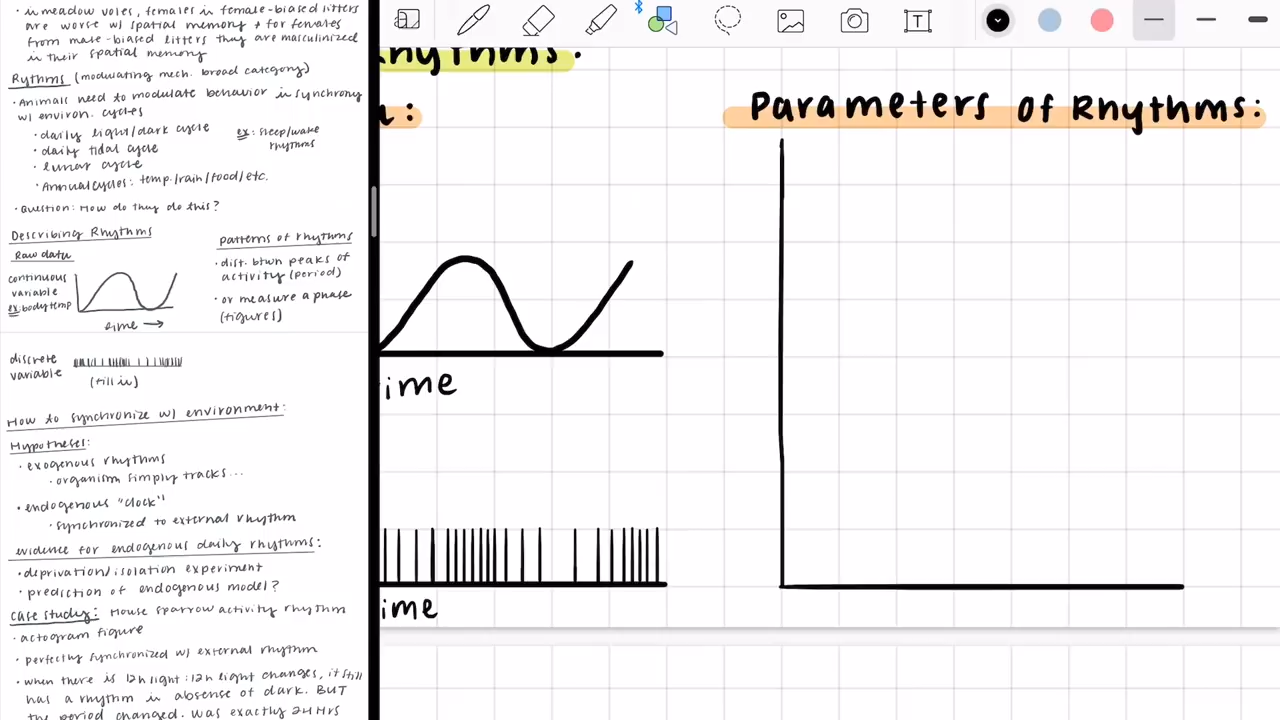 • in meadow voles, females in female-biased litters
are worse w/ spatial memory + for females
from male-biased litters they are masculinized
in their spatial memory
Rythms (modulating mech. broad category)
• Animals need to modulate behavior in synchrony
w/ environ. cycles
• daily light/dark cycle
• daily tidal cycle
• lunar cycle
• Annual cycles: temp./rain/food/etc.
ex: sleep/wake
rhythms
• Question: How do they do this?
Describing Rhythms
Raw data
continuous
variable
ex: body temp
time →
patterns of rhythms
• dist. btwn peaks of
activity (period)
• or measure a phase
(figures)
discrete
variable
(fill in)
How to synchronize w/ environment:
Hypotheses:
• exogenous rhythms
• organism simply tracks...
• endogenous "clock"
• synchronized to external rhythm
evidence for endogenous daily rhythms:
• deprivation/isolation experiment
• prediction of endogenous model?
Case study: House sparrow activity rhythm
• actogram figure
• perfectly synchronized w/ external rhythm
• when there is 12h light:12h light changes, it still
has a rhythm in absense of dark. BUT
the period changed. was exactly 24 HRS
hythms:
a:
ime
ime
Parameters of Rhythms:
T